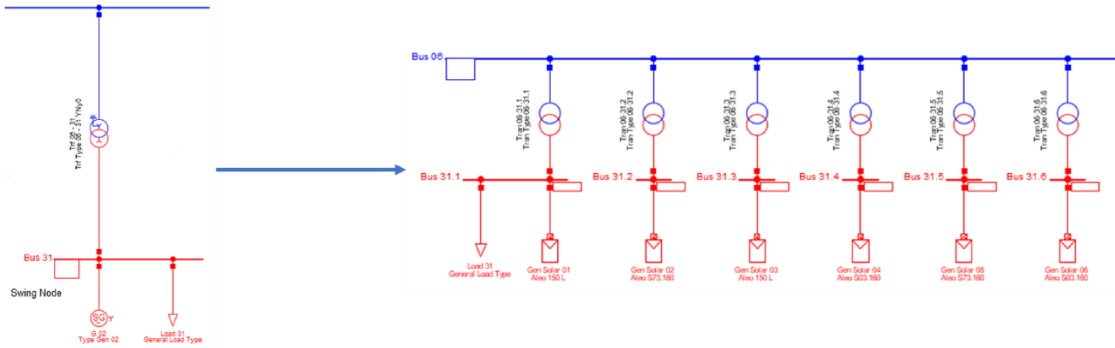 Trf 06 - 31
Trf Type 06 - 31 YNy0
Bus 31
Swing Node
SG
Y
G 02
Type Gen 02
Load 31
General Load Type
Bus 06
Tran 06-31.1
Tran Type 06-31.1
Tran 06-31.2
Tran Type 06-31.2
Tran 06-31.3
Tran Type 06-31.3
Tran 06-31.4
Tran Type 06-31.4
Tran 06-31.5
Tran Type 06-31.5
Tran 06-31.6
Tran Type 06-31.6
Bus 31.1
Bus 31.2
Bus 31.3
Bus 31.4
Bus 31.5
Bus 31.6
Load 31
General Load Type
Gen Solar 01
Aleo 150 L
Gen Solar 02
Aleo S73.160
Gen Solar 03
Aleo 150 L
Gen Solar 04
Aleo S03.160
Gen Solar 05
Aleo S73.160
Gen Solar 06
Aleo S03.160